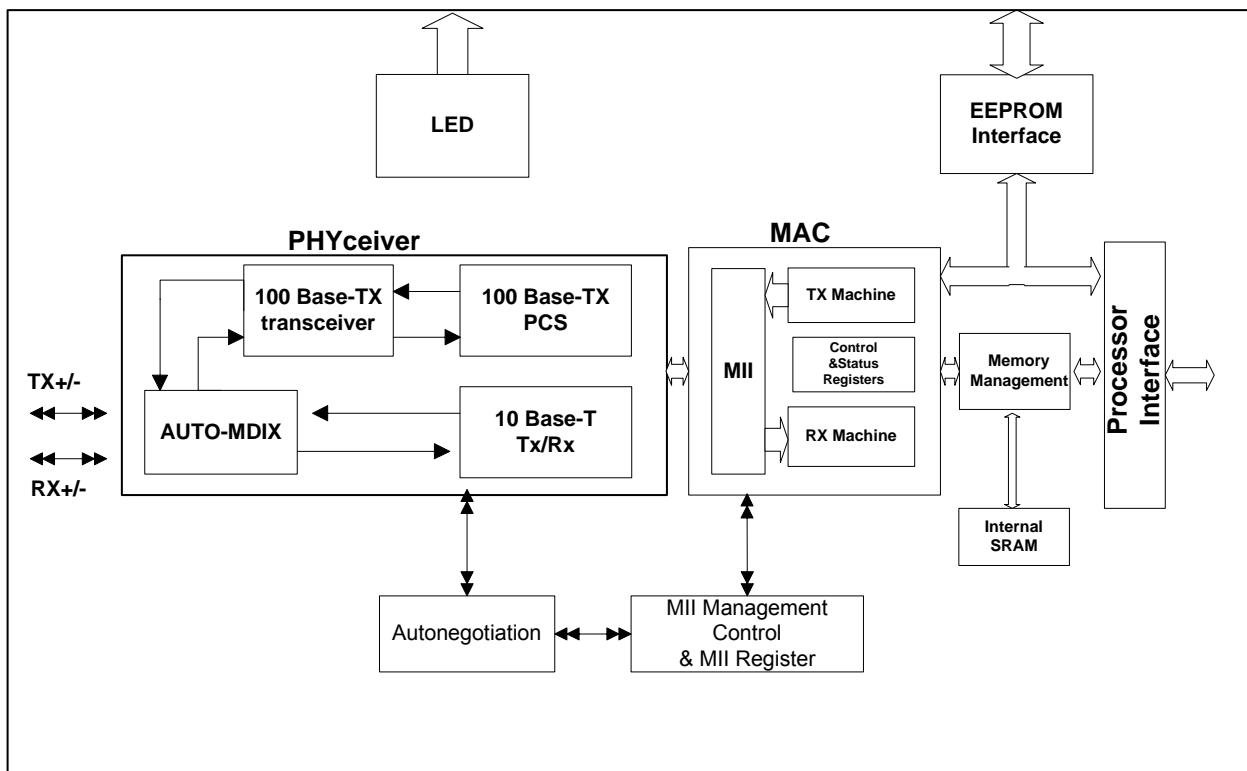 LED
EEPROM
Interface
PHYceiver
MAC
100 Base-TX
transceiver
100 Base-TX
PCS
AUTO-MDIX
10 Base-T
Tx/Rx
TX+/-
RX+/-
MII
TX Machine
Control
&Status
Registers
RX Machine
Memory
Management
Internal
SRAM
Processor
Interface
Autonegotiation
MII Management
Control
& MII Register